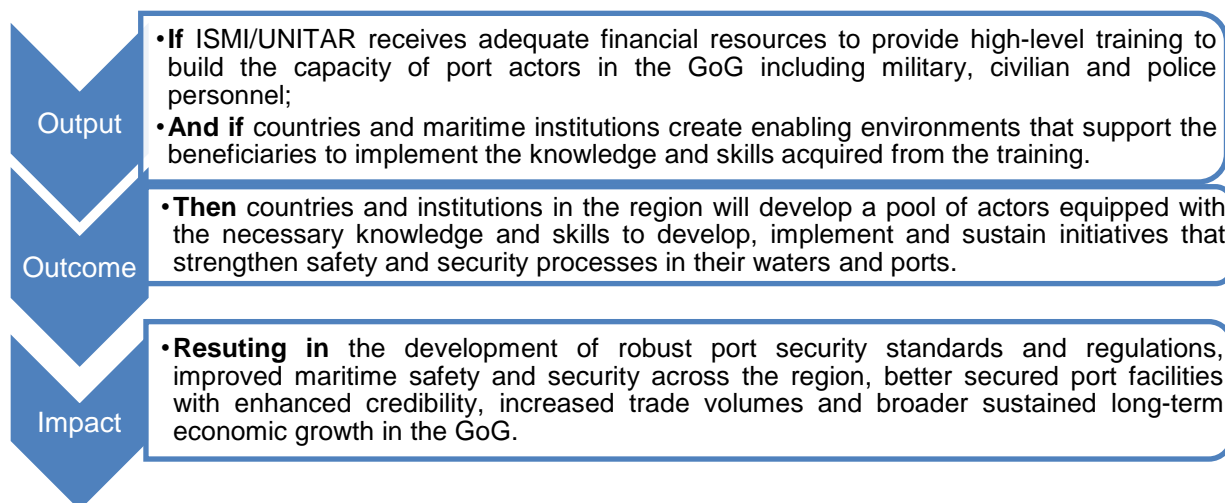 Output
•If ISMI/UNITAR receives adequate financial resources to provide high-level training to
build the capacity of port actors in the GoG including military, civilian and police
personnel;
•And if countries and maritime institutions create enabling environments that support the
beneficiaries to implement the knowledge and skills acquired from the training.
Outcome
•Then countries and institutions in the region will develop a pool of actors equipped with
the necessary knowledge and skills to develop, implement and sustain initiatives that
strengthen safety and security processes in their waters and ports.
Impact
•Resuting in the development of robust port security standards and regulations,
improved maritime safety and security across the region, better secured port facilities
with enhanced credibility, increased trade volumes and broader sustained long-term
economic growth in the GoG.